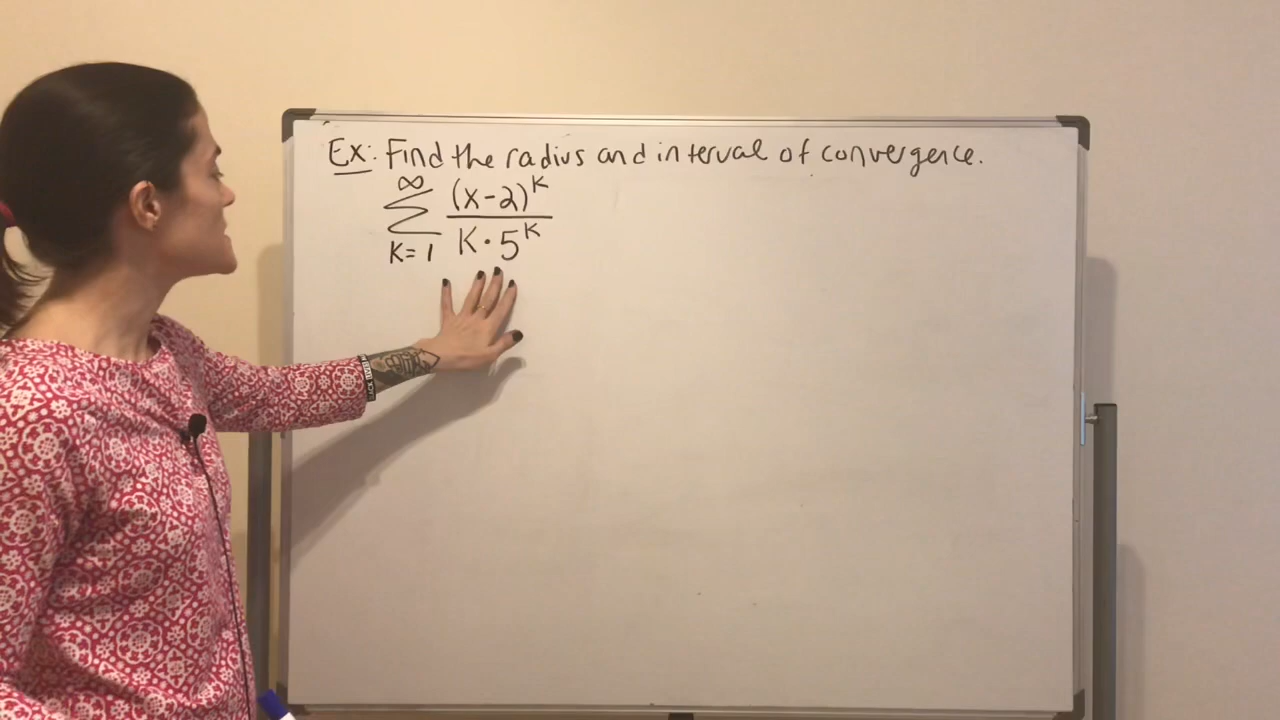 Ex: Find the radius and interval of convergence.
∞
∑ (x-2)^k / k·5^k
k=1